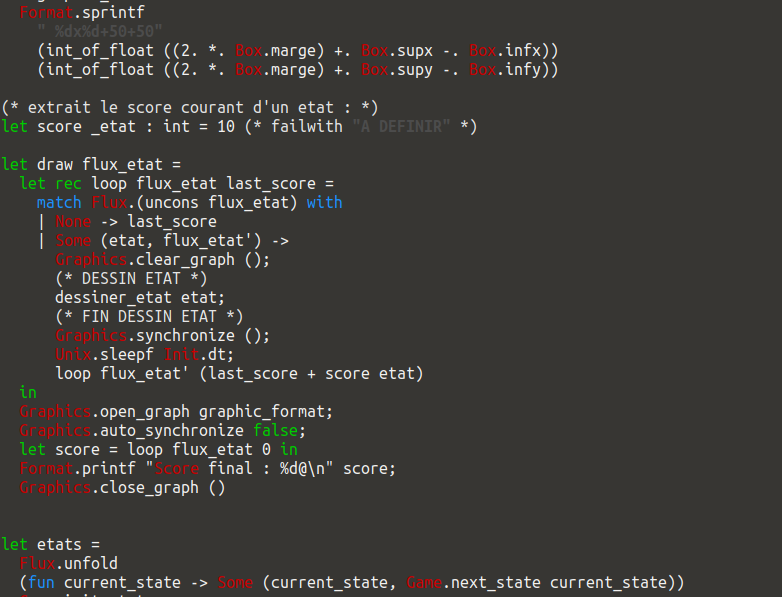 Format.sprintf
" %dx%d+50+50"
(int_of_float ((2. *. Box.marge) +. Box.supx -. Box.infx))
(int_of_float ((2. *. Box.marge) +. Box.supy -. Box.infy))
(* extrait le score courant d'un etat : *)
let score _etat : int = 10 (* failwith "A DEFINIR" *)
let draw flux_etat =
let rec loop flux_etat last_score =
match Flux.(uncons flux_etat) with
| None -> last_score
| Some (etat, flux_etat') ->
Graphics.clear_graph ();
(* DESSIN ETAT *)
dessiner_etat etat;
(* FIN DESSIN ETAT *)
Graphics.synchronize ();
Unix.sleepf Init.dt;
loop flux_etat' (last_score + score etat)
in
Graphics.open_graph graphic_format;
Graphics.auto_synchronize false;
let score = loop flux_etat 0 in
Format.printf "Score final : %d@\n" score;
Graphics.close_graph ()
let etats =
Flux.unfold
(fun current_state -> Some (current_state, Game.next_state current_state))